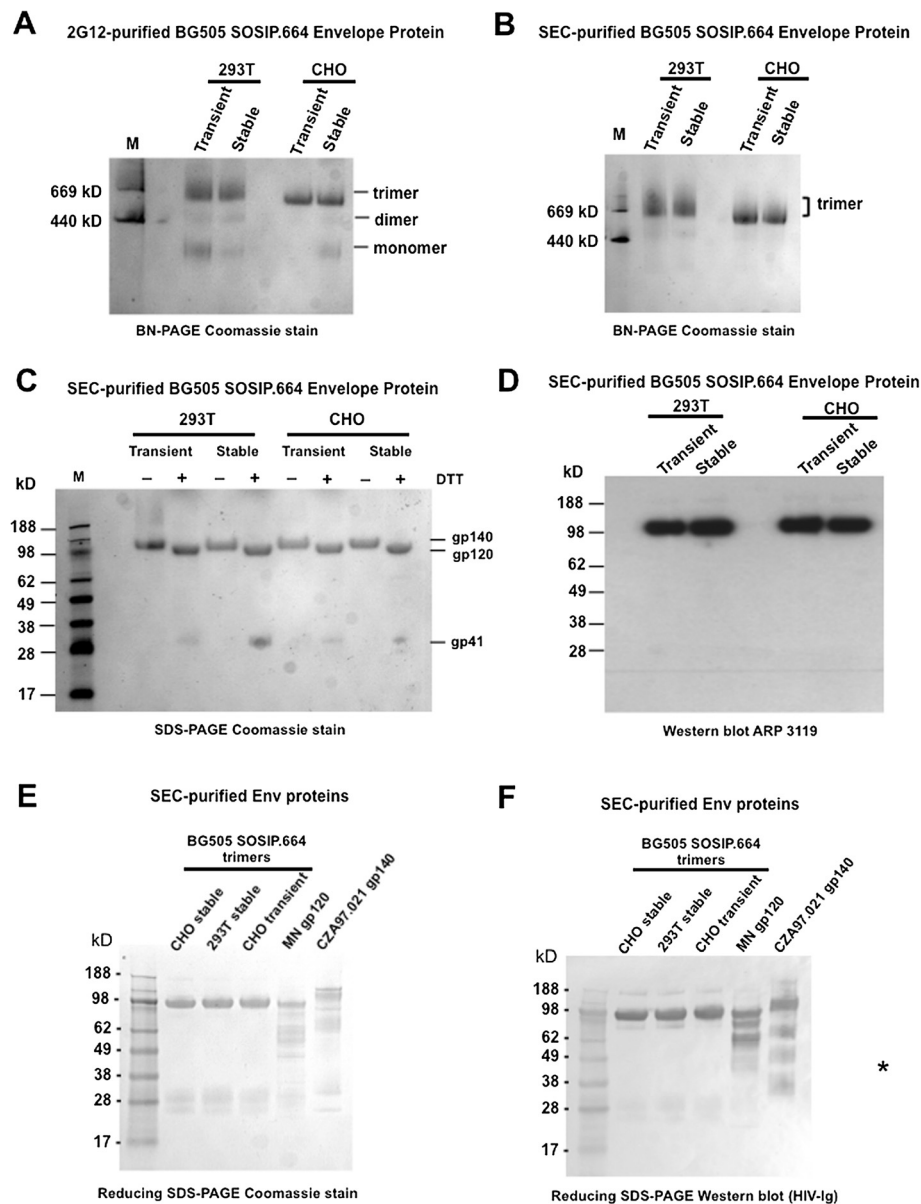 A
2G12-purified BG505 SOSIP.664 Envelope Protein
293T
CHO
Transient
Stable
Transient
Stable
M
669 kD
440 kD
trimer
dimer
monomer
BN-PAGE Coomassie stain
B
SEC-purified BG505 SOSIP.664 Envelope Protein
293T
CHO
Transient
Stable
Transient
Stable
M
669 kD
440 kD
trimer
BN-PAGE Coomassie stain
C
SEC-purified BG505 SOSIP.664 Envelope Protein
293T
CHO
Transient
Stable
Transient
Stable
kD
M
– + – + – + – + DTT
188
98
62
49
38
28
17
gp140
gp120
gp41
SDS-PAGE Coomassie stain
D
SEC-purified BG505 SOSIP.664 Envelope Protein
293T
CHO
Transient
Stable
Transient
Stable
kD
188
98
62
49
38
28
Western blot ARP 3119
E
SEC-purified Env proteins
BG505 SOSIP.664
trimers
CHO stable
293T stable
CHO transient
MN gp120
CZA97.021 gp140
kD
188
98
62
49
38
28
17
Reducing SDS-PAGE Coomassie stain
F
SEC-purified Env proteins
BG505 SOSIP.664
trimers
CHO stable
293T stable
CHO transient
MN gp120
CZA97.021 gp140
kD
188
98
62
49
38
28
17
*
Reducing SDS-PAGE Western blot (HIV-Ig)